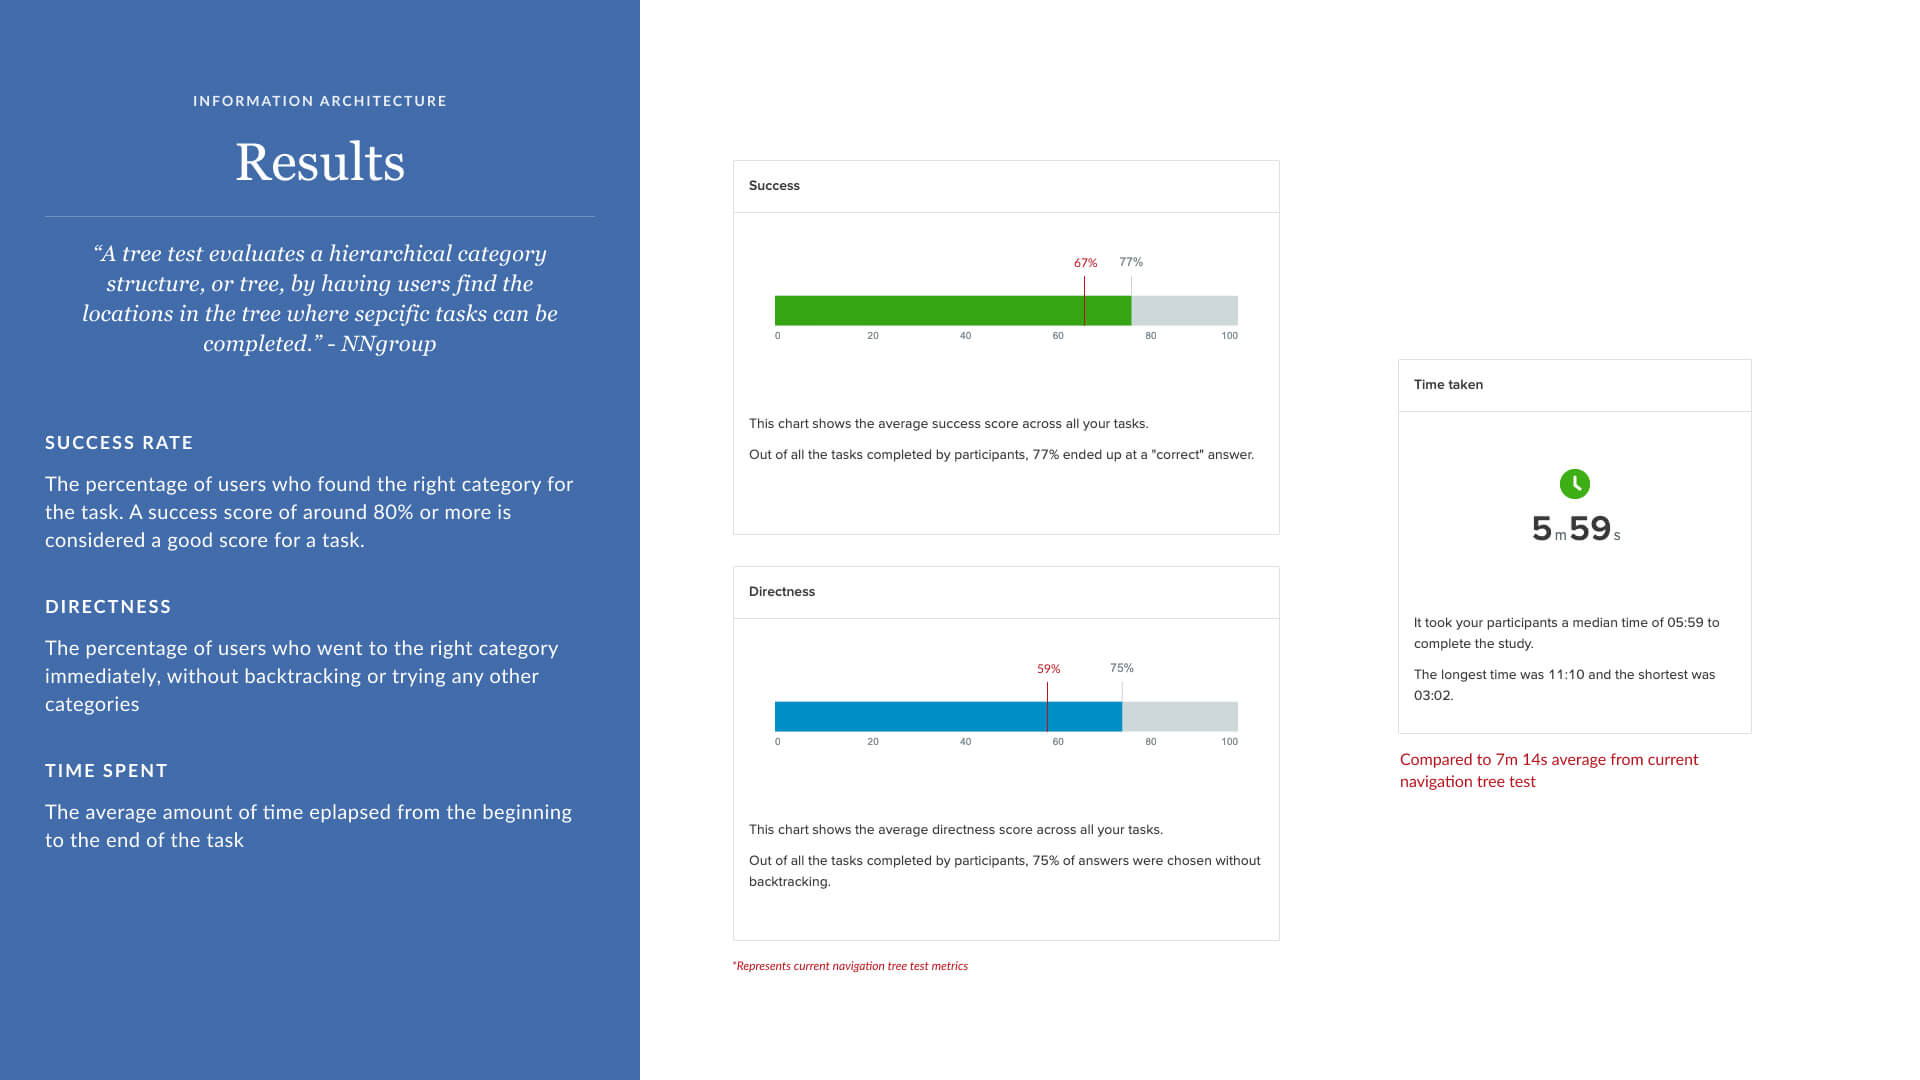 INFORMATION ARCHITECTURE
Results
“A tree test evaluates a hierarchical category
structure, or tree, by having users find the
locations in the tree where sepcific tasks can be
completed.” - NNgroup
SUCCESS RATE
The percentage of users who found the right category for
the task. A success score of around 80% or more is
considered a good score for a task.
DIRECTNESS
The percentage of users who went to the right category
immediately, without backtracking or trying any other
categories
TIME SPENT
The average amount of time eplapsed from the beginning
to the end of the task
Success
67% 77%
0 20 40 60 80 100
This chart shows the average success score across all your tasks.
Out of all the tasks completed by participants, 77% ended up at a "correct" answer.
Directness
59% 75%
0 20 40 60 80 100
This chart shows the average directness score across all your tasks.
Out of all the tasks completed by participants, 75% of answers were chosen without
backtracking.
*Represents current navigation tree test metrics
Time taken
5m 59s
It took your participants a median time of 05:59 to
complete the study.
The longest time was 11:10 and the shortest was
03:02.
Compared to 7m 14s average from current
navigation tree test